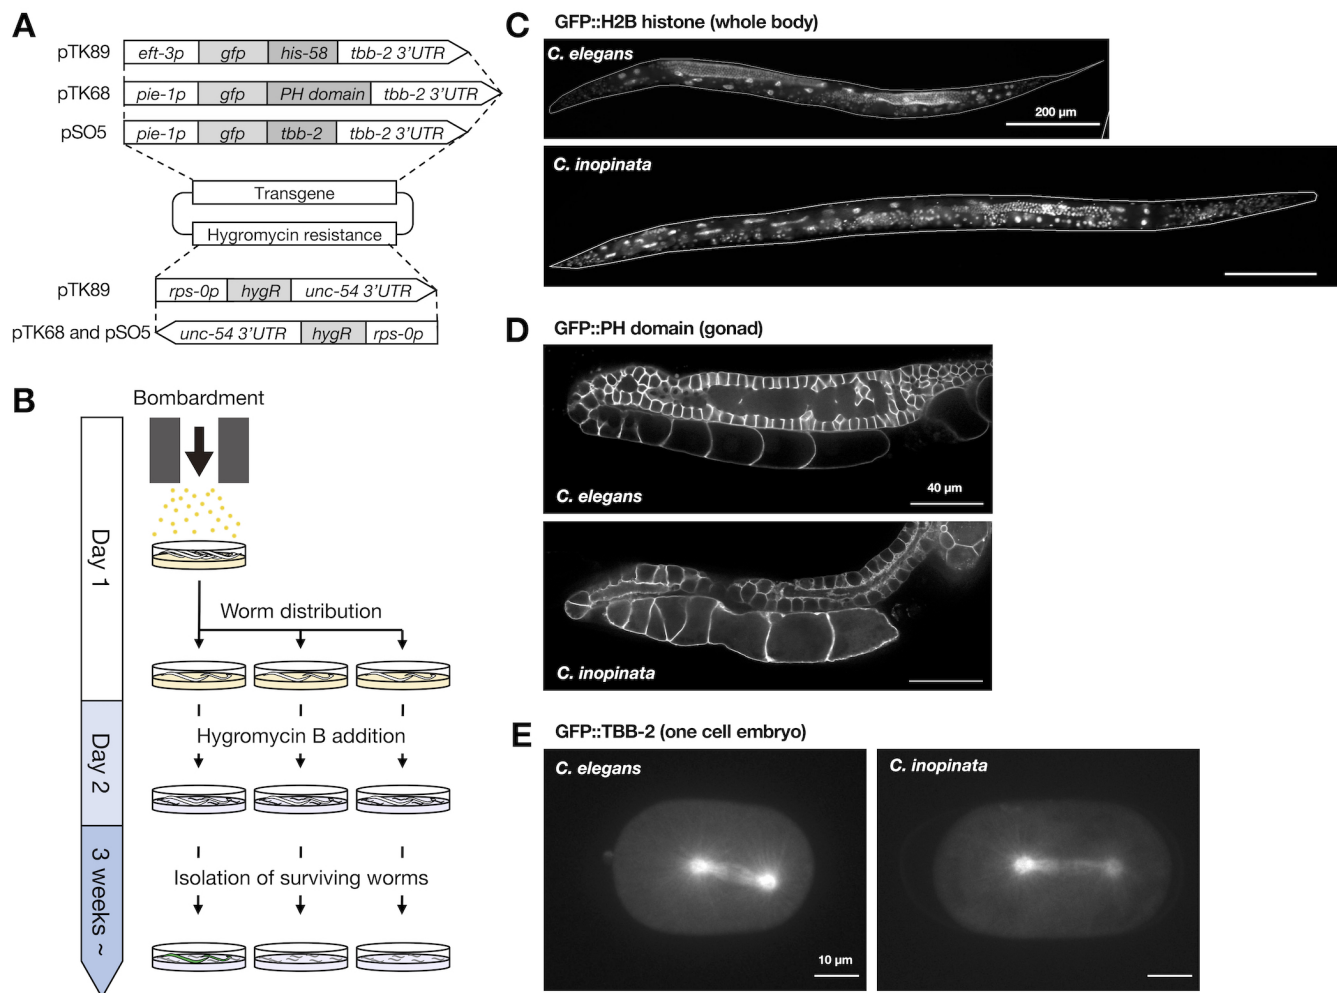 A
pTK89
eft-3p gfp his-58 tbb-2 3’UTR
pTK68
pie-1p gfp PH domain tbb-2 3’UTR
pSO5
pie-1p gfp tbb-2 tbb-2 3’UTR
Transgene
Hygromycin resistance
pTK89
rps-0p hygR unc-54 3’UTR
pTK68 and pSO5
unc-54 3’UTR hygR rps-0p
B
Bombardment
Day 1
Worm distribution
Day 2
Hygromycin B addition
3 weeks ~
Isolation of surviving worms
C
GFP::H2B histone (whole body)
C. elegans
200 µm
C. inopinata
D
GFP::PH domain (gonad)
C. elegans
40 µm
C. inopinata
E
GFP::TBB-2 (one cell embryo)
C. elegans
10 µm
C. inopinata